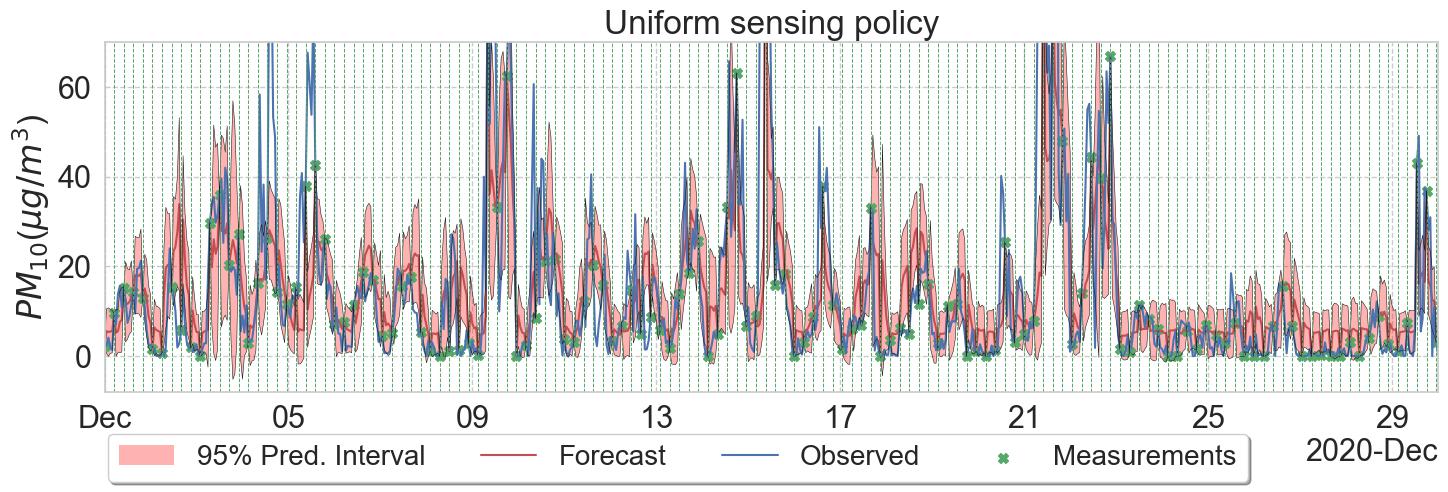 Uniform sensing policy
PM₁₀(μg/m³)
60
40
20
0
Dec 05 09 13 17 21 25 29
2020-Dec
95% Pred. Interval Forecast Observed Measurements